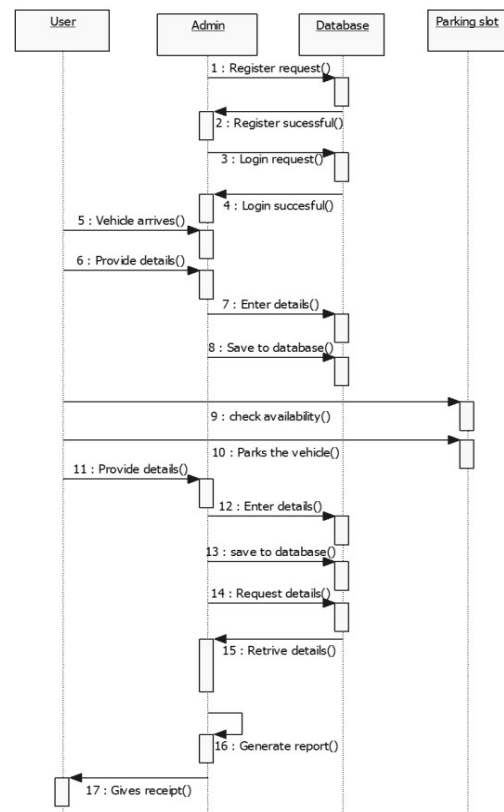 User
Admin
Database
Parking slot
1 : Register request()
2 : Register sucessful()
3 : Login request()
4 : Login succesful()
5 : Vehicle arrives()
6 : Provide details()
7 : Enter details()
8 : Save to database()
9 : check availability()
10 : Parks the vehicle()
11 : Provide details()
12 : Enter details()
13 : save to database()
14 : Request details()
15 : Retrive details()
16 : Generate report()
17 : Gives receipt()